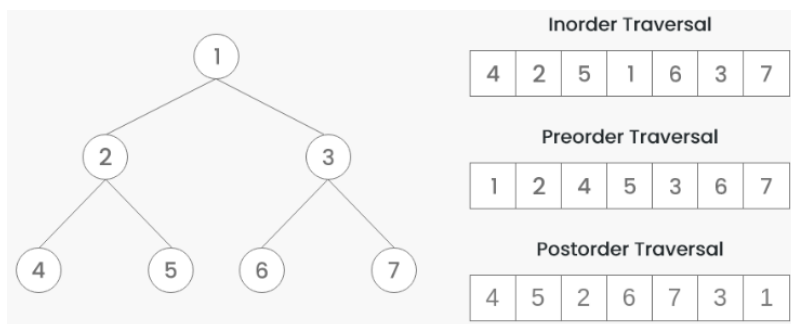 1
2 3
4 5 6 7
Inorder Traversal
4 2 5 1 6 3 7
Preorder Traversal
1 2 4 5 3 6 7
Postorder Traversal
4 5 2 6 7 3 1